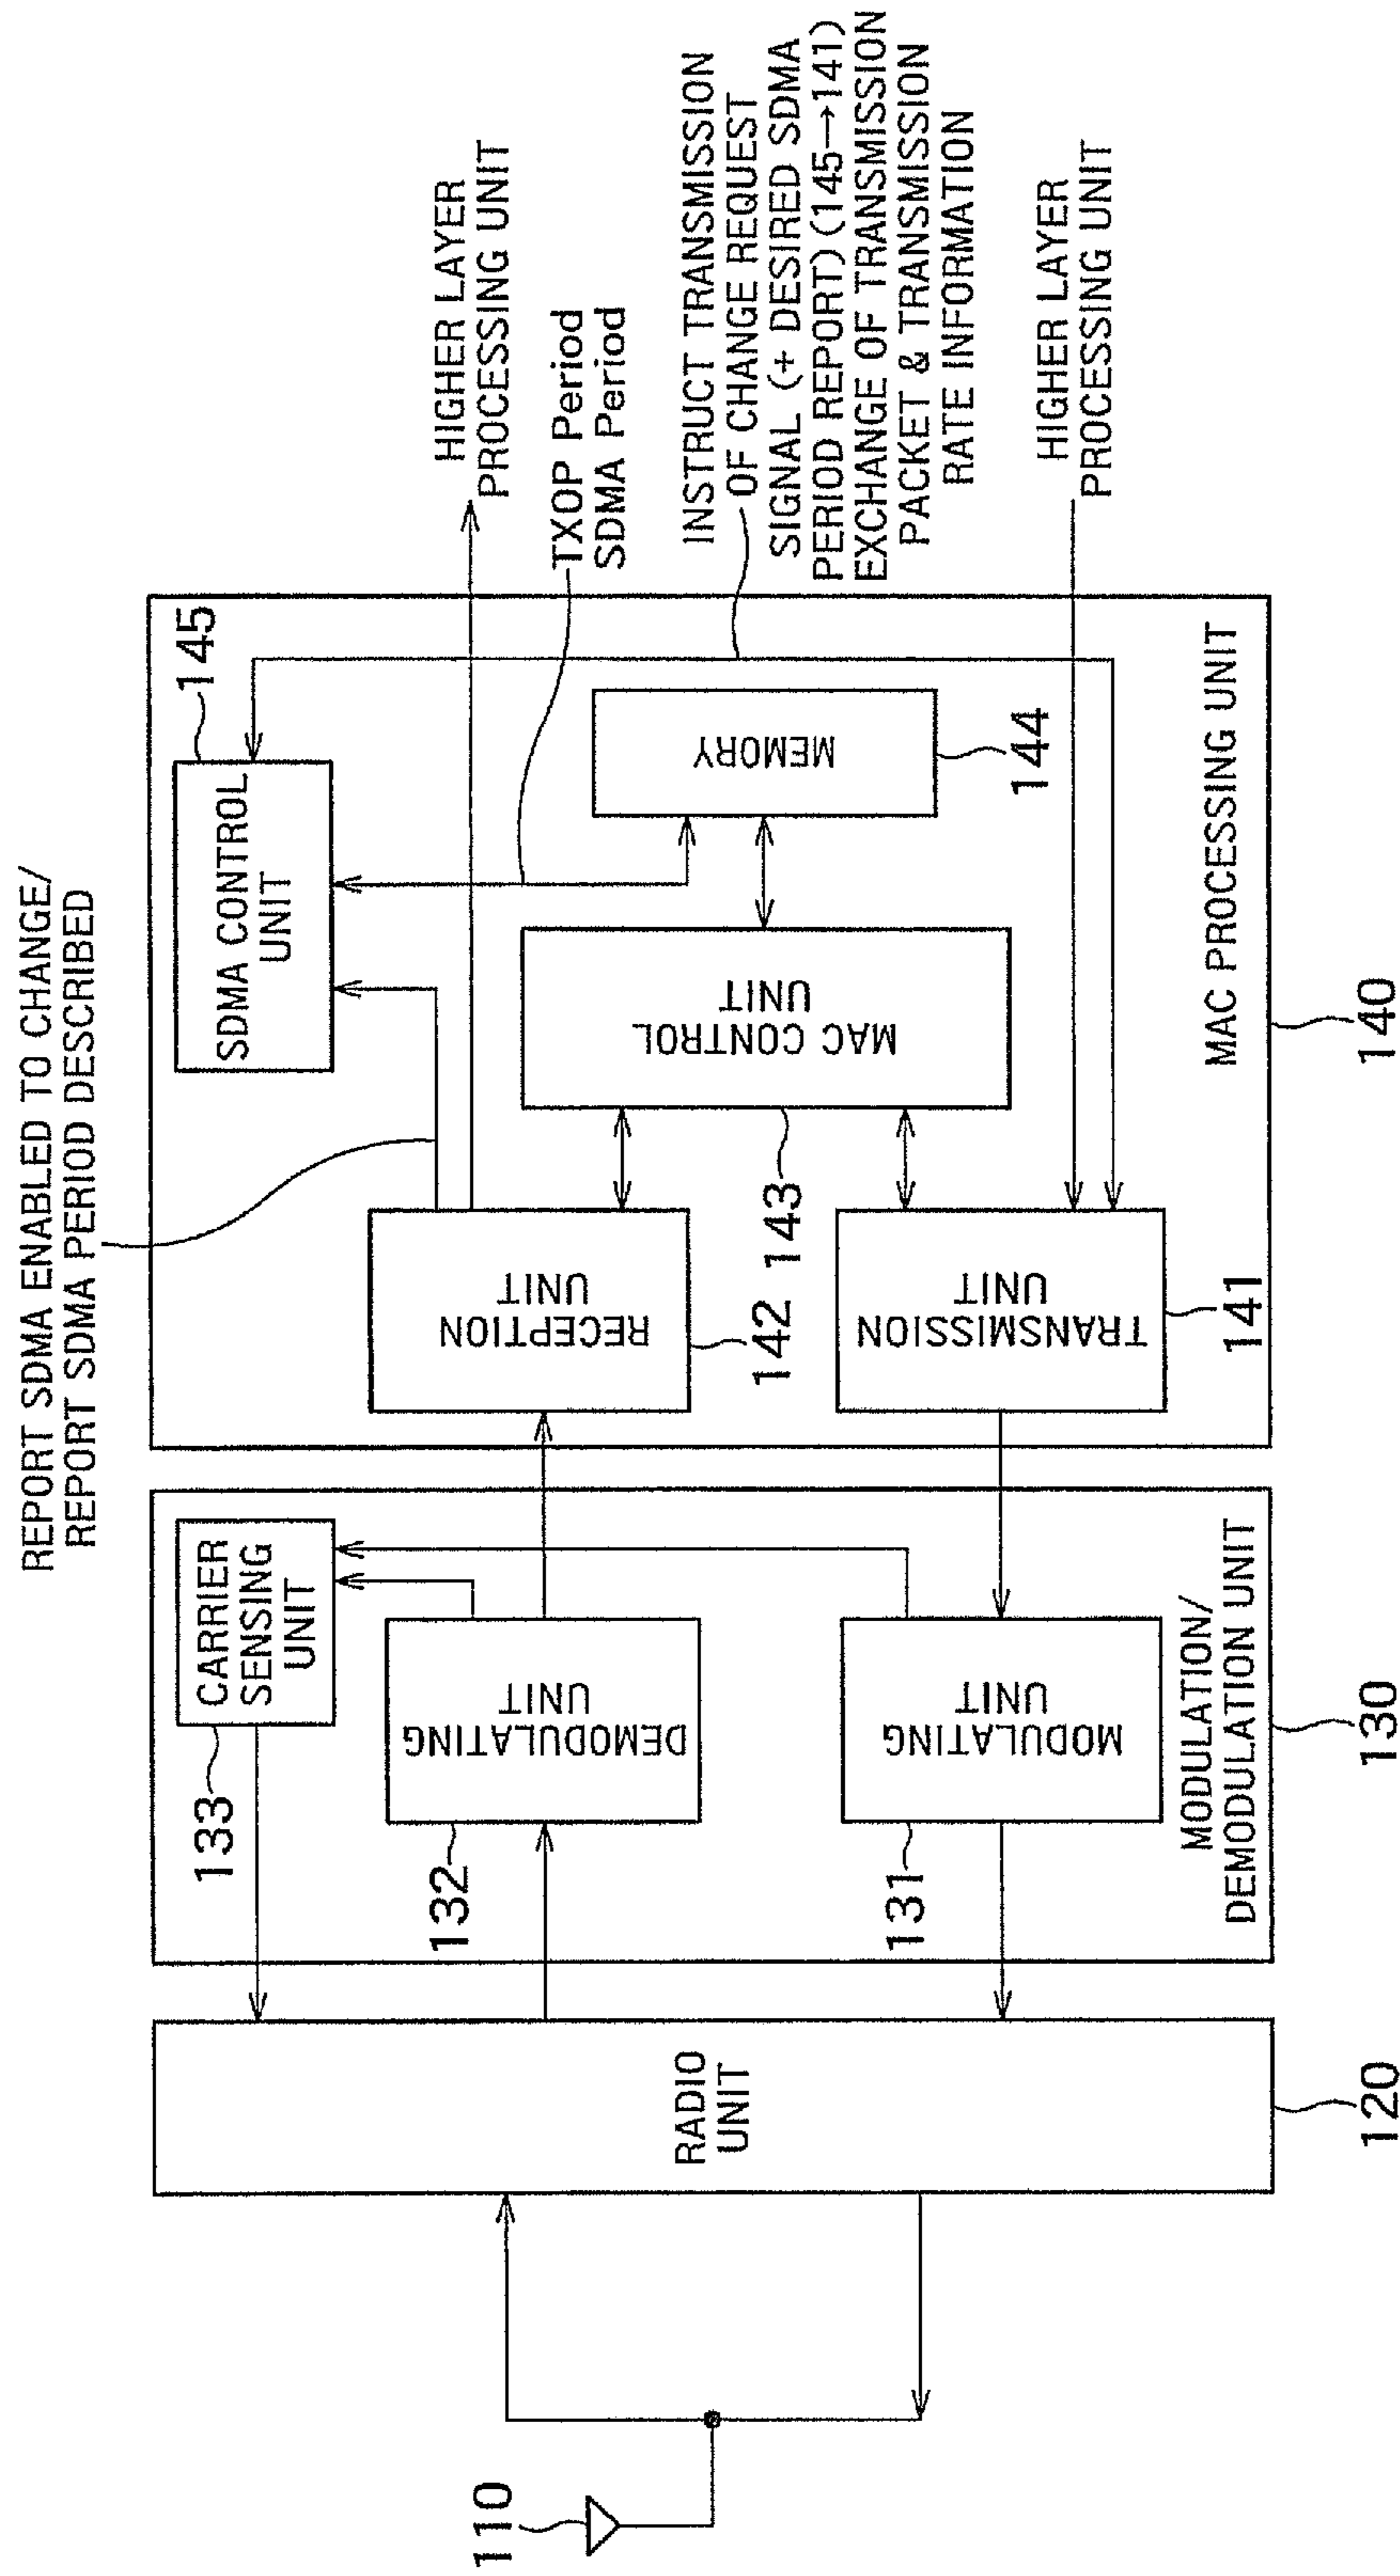 REPORT SDMA ENABLED TO CHANGE/
REPORT SDMA PERIOD DESCRIBED
110
RADIO
UNIT
120
CARRIER
SENSING
UNIT
133
DEMODULATING
UNIT
132
MODULATING
UNIT
131
MODULATION/
DEMODULATION UNIT
130
SDMA CONTROL
UNIT
145
RECEPTION
UNIT
142
MAC CONTROL
UNIT
143
MEMORY
144
TRANSMISSION
UNIT
141
MAC PROCESSING UNIT
140
HIGHER LAYER
PROCESSING UNIT
TXOP Period
SDMA Period
INSTRUCT TRANSMISSION
OF CHANGE REQUEST
SIGNAL (+ DESIRED SDMA
PERIOD REPORT) (145→141)
EXCHANGE OF TRANSMISSION
PACKET & TRANSMISSION
RATE INFORMATION
HIGHER LAYER
PROCESSING UNIT